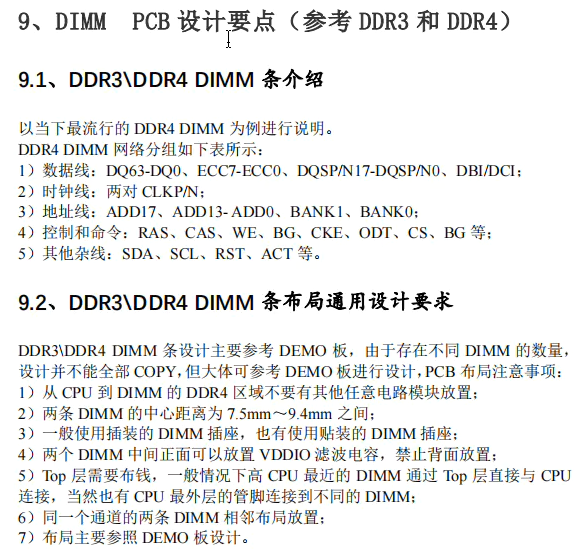 9、DIMM PCB 设计要点（参考 DDR3 和 DDR4）
9.1、DDR3\DDR4 DIMM 条介绍
以当下最流行的 DDR4 DIMM 为例进行说明。
DDR4 DIMM 网络分组如下表所示：
1）数据线：DQ63-DQ0、ECC7-ECC0、DQSP/N17-DQSP/N0、DBI/DCI；
2）时钟线：两对 CLKP/N；
3）地址线：ADD17、ADD13- ADD0、BANK1、BANK0；
4）控制和命令：RAS、CAS、WE、BG、CKE、ODT、CS、BG 等；
5）其他杂线：SDA、SCL、RST、ACT 等。
9.2、DDR3\DDR4 DIMM 条布局通用设计要求
DDR3\DDR4 DIMM 条设计主要参考 DEMO 板，由于存在不同 DIMM 的数量，
设计并不能全部 COPY，但大体可参考 DEMO 板进行设计，PCB 布局注意事项：
1）从 CPU 到 DIMM 的 DDR4 区域不要有其他任意电路模块放置；
2）两条 DIMM 的中心距离为 7.5mm～9.4mm 之间；
3）一般使用插装的 DIMM 插座，也有使用贴装的 DIMM 插座；
4）两个 DIMM 中间正面可以放置 VDDIO 滤波电容，禁止背面放置；
5）Top 层需要布钱，一般情况下高 CPU 最近的 DIMM 通过 Top 层直接与 CPU
连接，当然也有 CPU 最外层的管脚连接到不同的 DIMM；
6）同一个通道的两条 DIMM 相邻布局放置；
7）布局主要参照 DEMO 板设计。